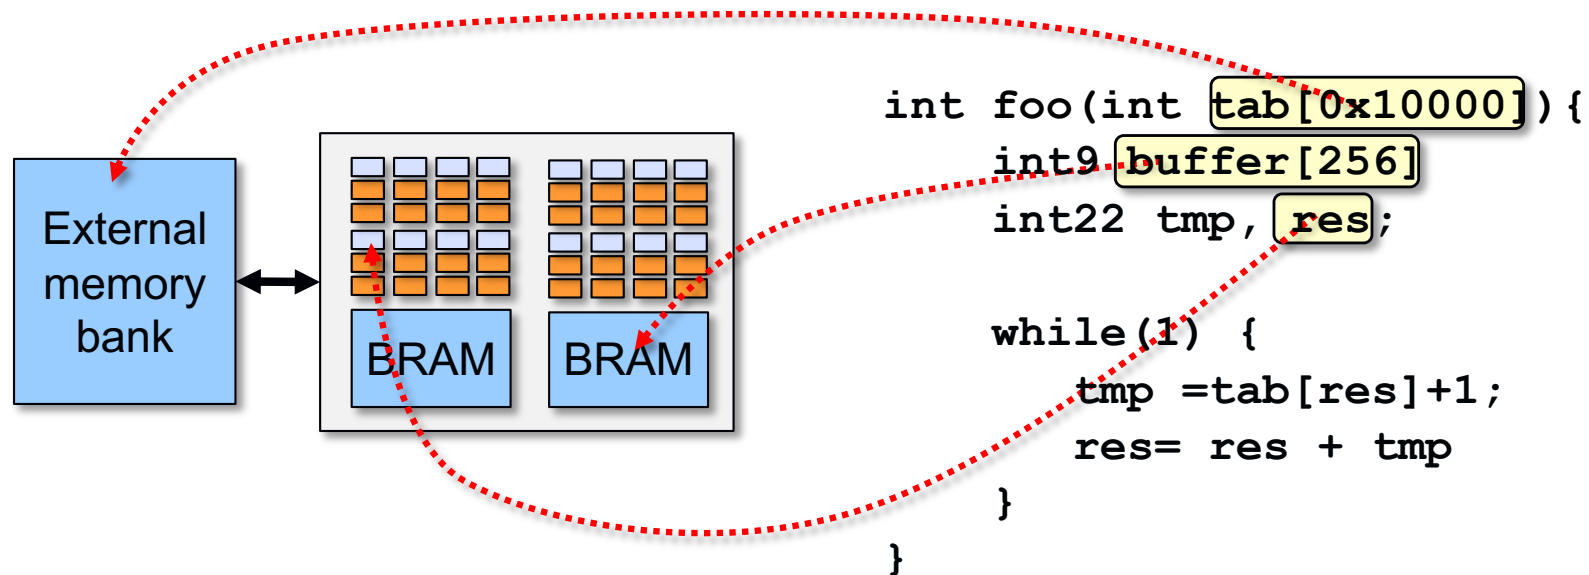 External
memory
bank
BRAM
BRAM
int foo(int tab[0x10000]){
int9 buffer[256]
int22 tmp, res;
while(1) {
tmp =tab[res]+1;
res= res + tmp
}
}